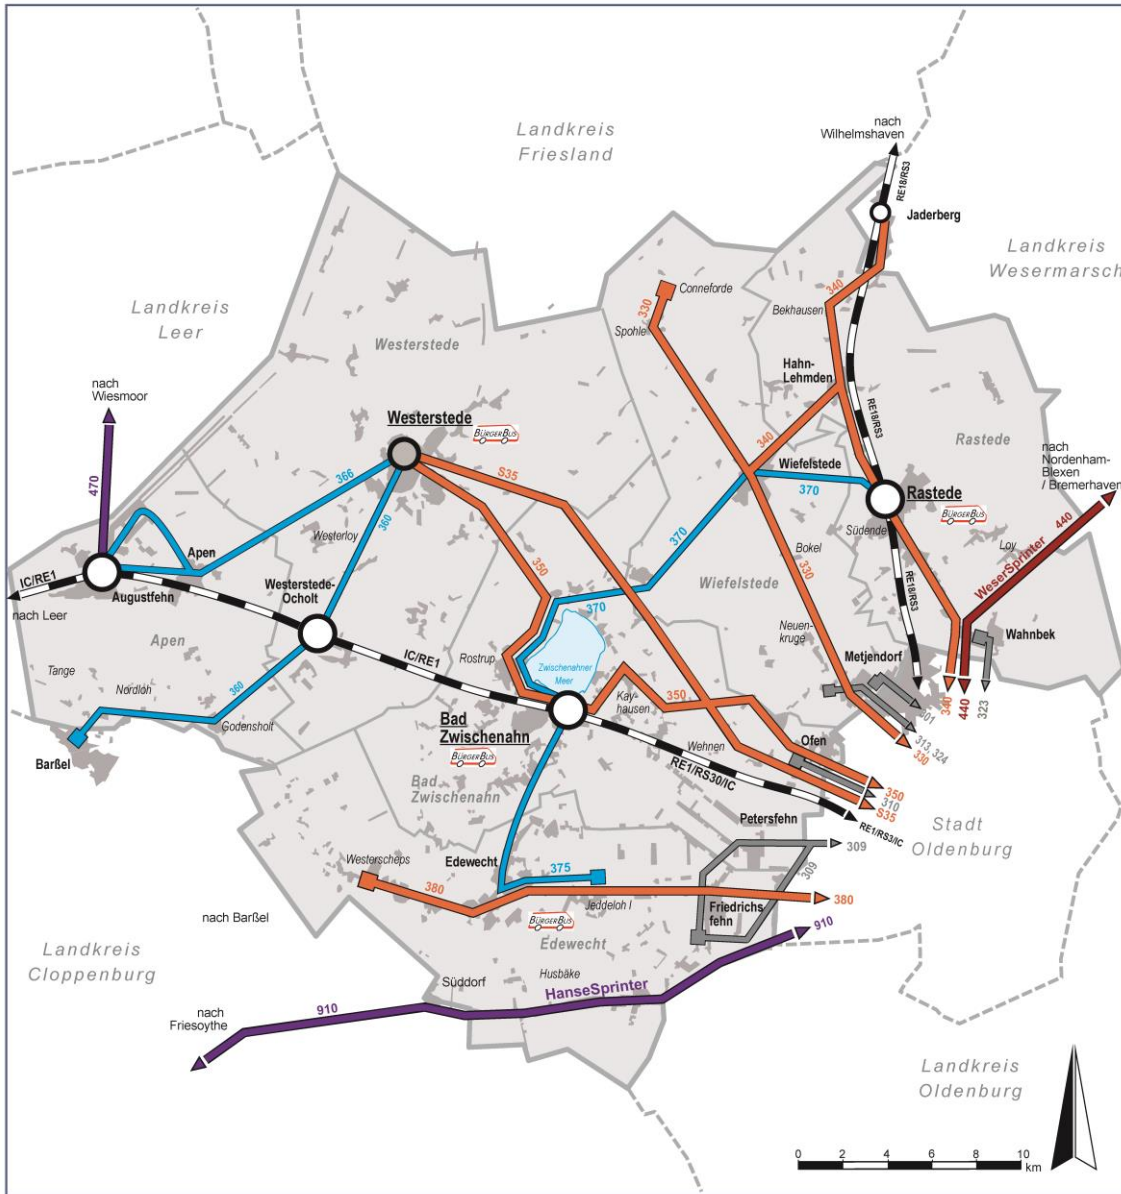 nach
Wilhelmshaven
RE18/RS3
Landkreis
Friesland
Jaderberg
Landkreis
Wesermarsch
Landkreis
Leer
Conneforde
340
330
Bekhausen
Spohle
Westerstede
Hahn-
Lehmden
RE18/RS3
nach
Wiesmoor
Westerstede
BÜRGERBUS
Rastede
340
S35
Wiefelstede
nach
Nordenham-
Blexen
/ Bremerhaven
470
366
370
Rastede
BÜRGERBUS
360
Südende
440
Westerloy
370
Loy
Apen
Bokel
WeserSprinter
350
330
IC/RE1
Augustfehn
Westerstede-
Ocholt
Wiefelstede
RE18/RS3
nach Leer
370
Neuen-
kruge
Wahnbek
Apen
IC/RE1
Rostrup
Zwischenahner
Meer
Metjendorf
Tange
Nordloh
360
Kay-
hausen
350
340
440
323
301
Godensholt
Bad
Zwischenahn
313, 324
330
Barßel
BÜRGERBUS
Wehnen
Ofen
Bad
Zwischenahn
RE1/RS30/IC
350
310
S35
Petersfehn
RE1/RS3/IC
Stadt
Oldenburg
309
Westerscheps
Edewecht
375
309
380
Jeddeloh I
380
Friedrichs
fehn
nach Barßel
BÜRGERBUS
910
Edewecht
Landkreis
Cloppenburg
Husbäke
Süddorf
HanseSprinter
910
nach
Friesoythe
Landkreis
Oldenburg
0 2 4 6 8 10
km